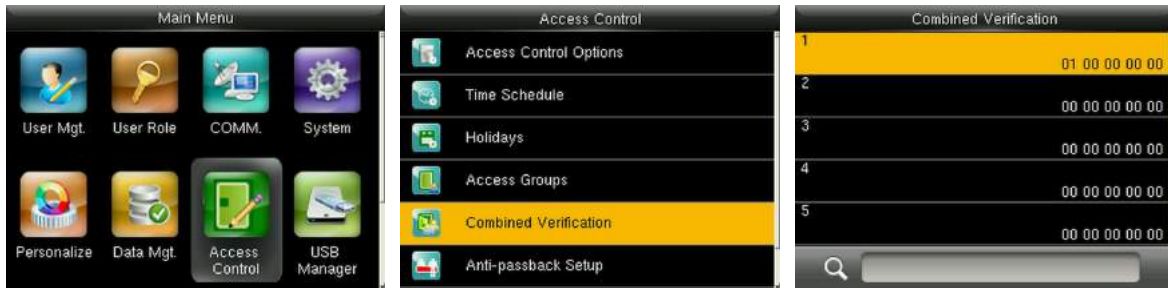 Main Menu
User Mgt.
User Role
COMM.
System
Personalize
Data Mgt.
Access
Control
USB
Manager
Access Control
Access Control Options
Time Schedule
Holidays
Access Groups
Combined Verification
Anti-passback Setup
Combined Verification
1
01 00 00 00 00
2
00 00 00 00 00
3
00 00 00 00 00
4
00 00 00 00 00
5
00 00 00 00 00